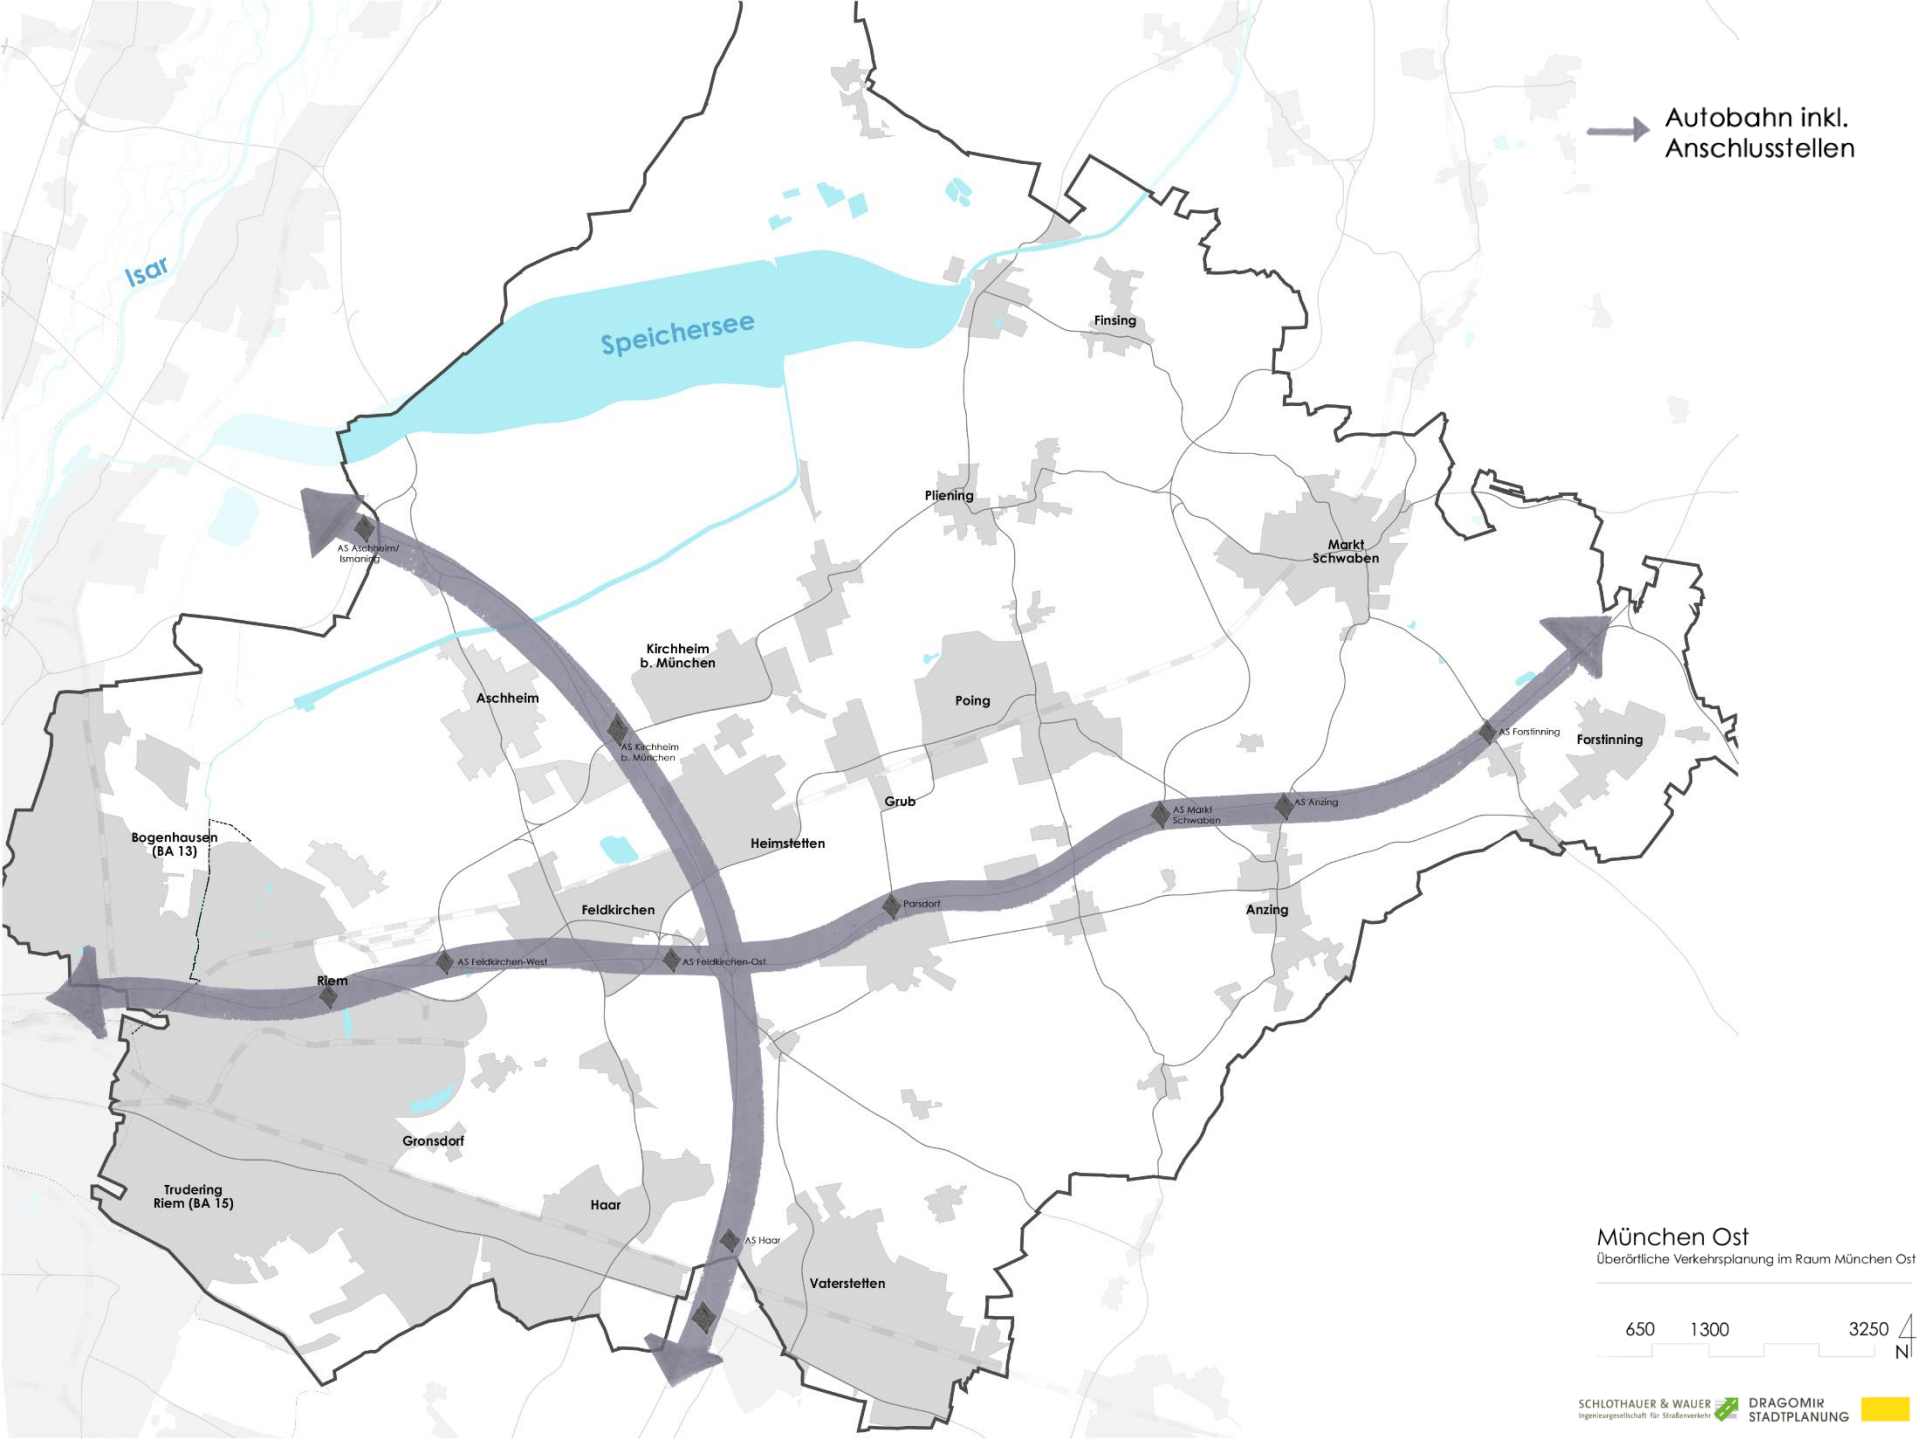 Autobahn inkl.
Anschlusstellen
Isar
Speichersee
Finsing
Pliening
Markt
Schwaben
AS Aschheim/
Ismaning
Kirchheim
b. München
Aschheim
Poing
AS Kirchheim
b. München
AS Forstinning
Forstinning
Grub
AS Markt
Schwaben
AS Anzing
Bogenhausen
(BA 13)
Heimstetten
Feldkirchen
Parsdorf
Anzing
AS Feldkirchen-West
AS Feldkirchen-Ost
Riem
Gronsdorf
Trudering
Riem (BA 15)
Haar
AS Haar
Vaterstetten
München Ost
Überörtliche Verkehrsplanung im Raum München Ost
650 1300 3250
N
SCHLOTHAUER & WAUER
Ingenieurgesellschaft für Straßenverkehr
DRAGOMIR
STADTPLANUNG